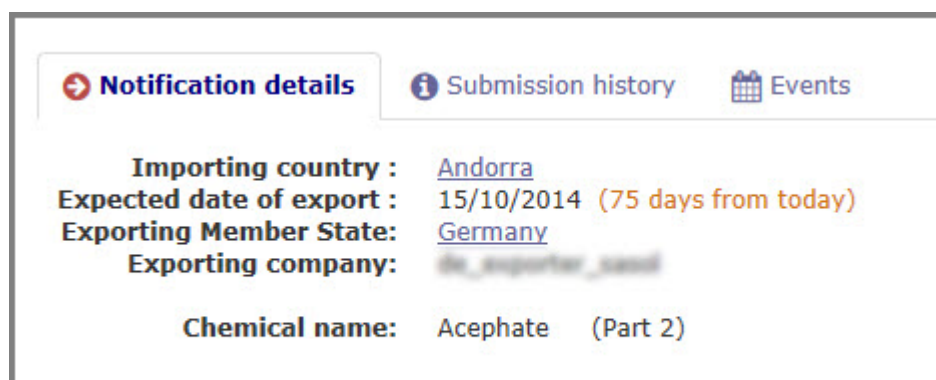 Notification details Submission history Events
Importing country : Andorra
Expected date of export : 15/10/2014 (75 days from today)
Exporting Member State: Germany
Exporting company:
Chemical name: Acephate (Part 2)